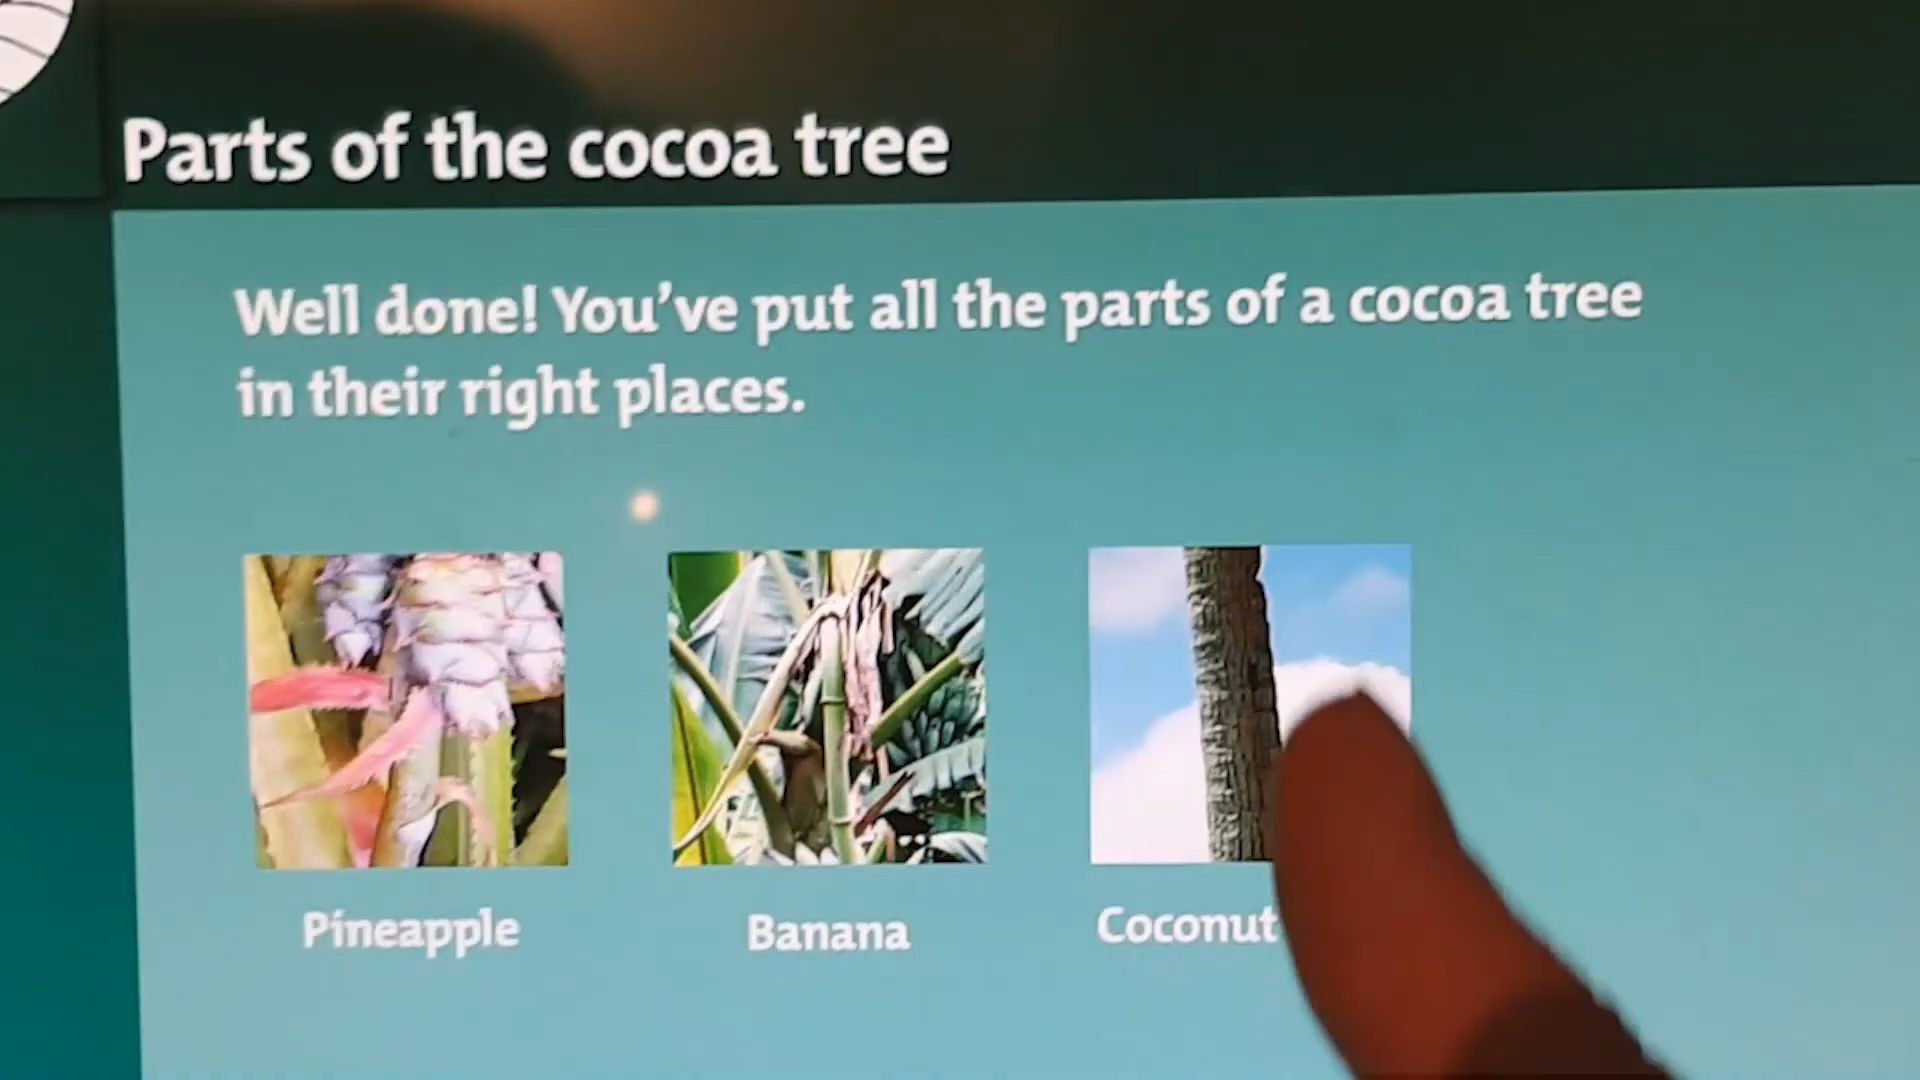 Parts of the cocoa tree
Well done! You've put all the parts of a cocoa tree
in their right places.
Pineapple
Banana
Coconut